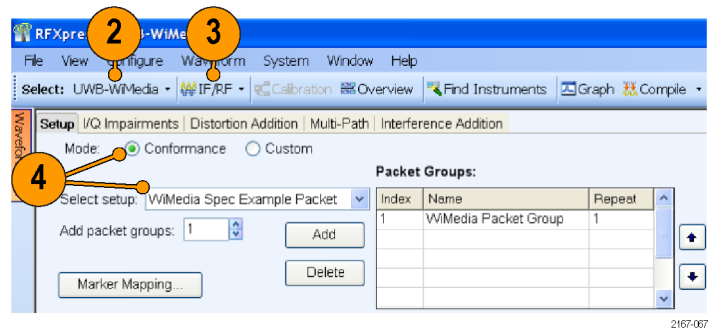 RFXpre B-WiMe
2
3
File View Configure Waveform System Window Help
Select: UWB-WiMedia IF/RF Calibration Overview Find Instruments Graph Compile
Setup I/Q Impairments Distortion Addition Multi-Path Interference Addition
Mode: Conformance Custom
4
Packet Groups:
Select setup: WiMedia Spec Example Packet
Index Name Repeat
1 WiMedia Packet Group 1
Add packet groups: 1
Add
Delete
Marker Mapping...
2167-067